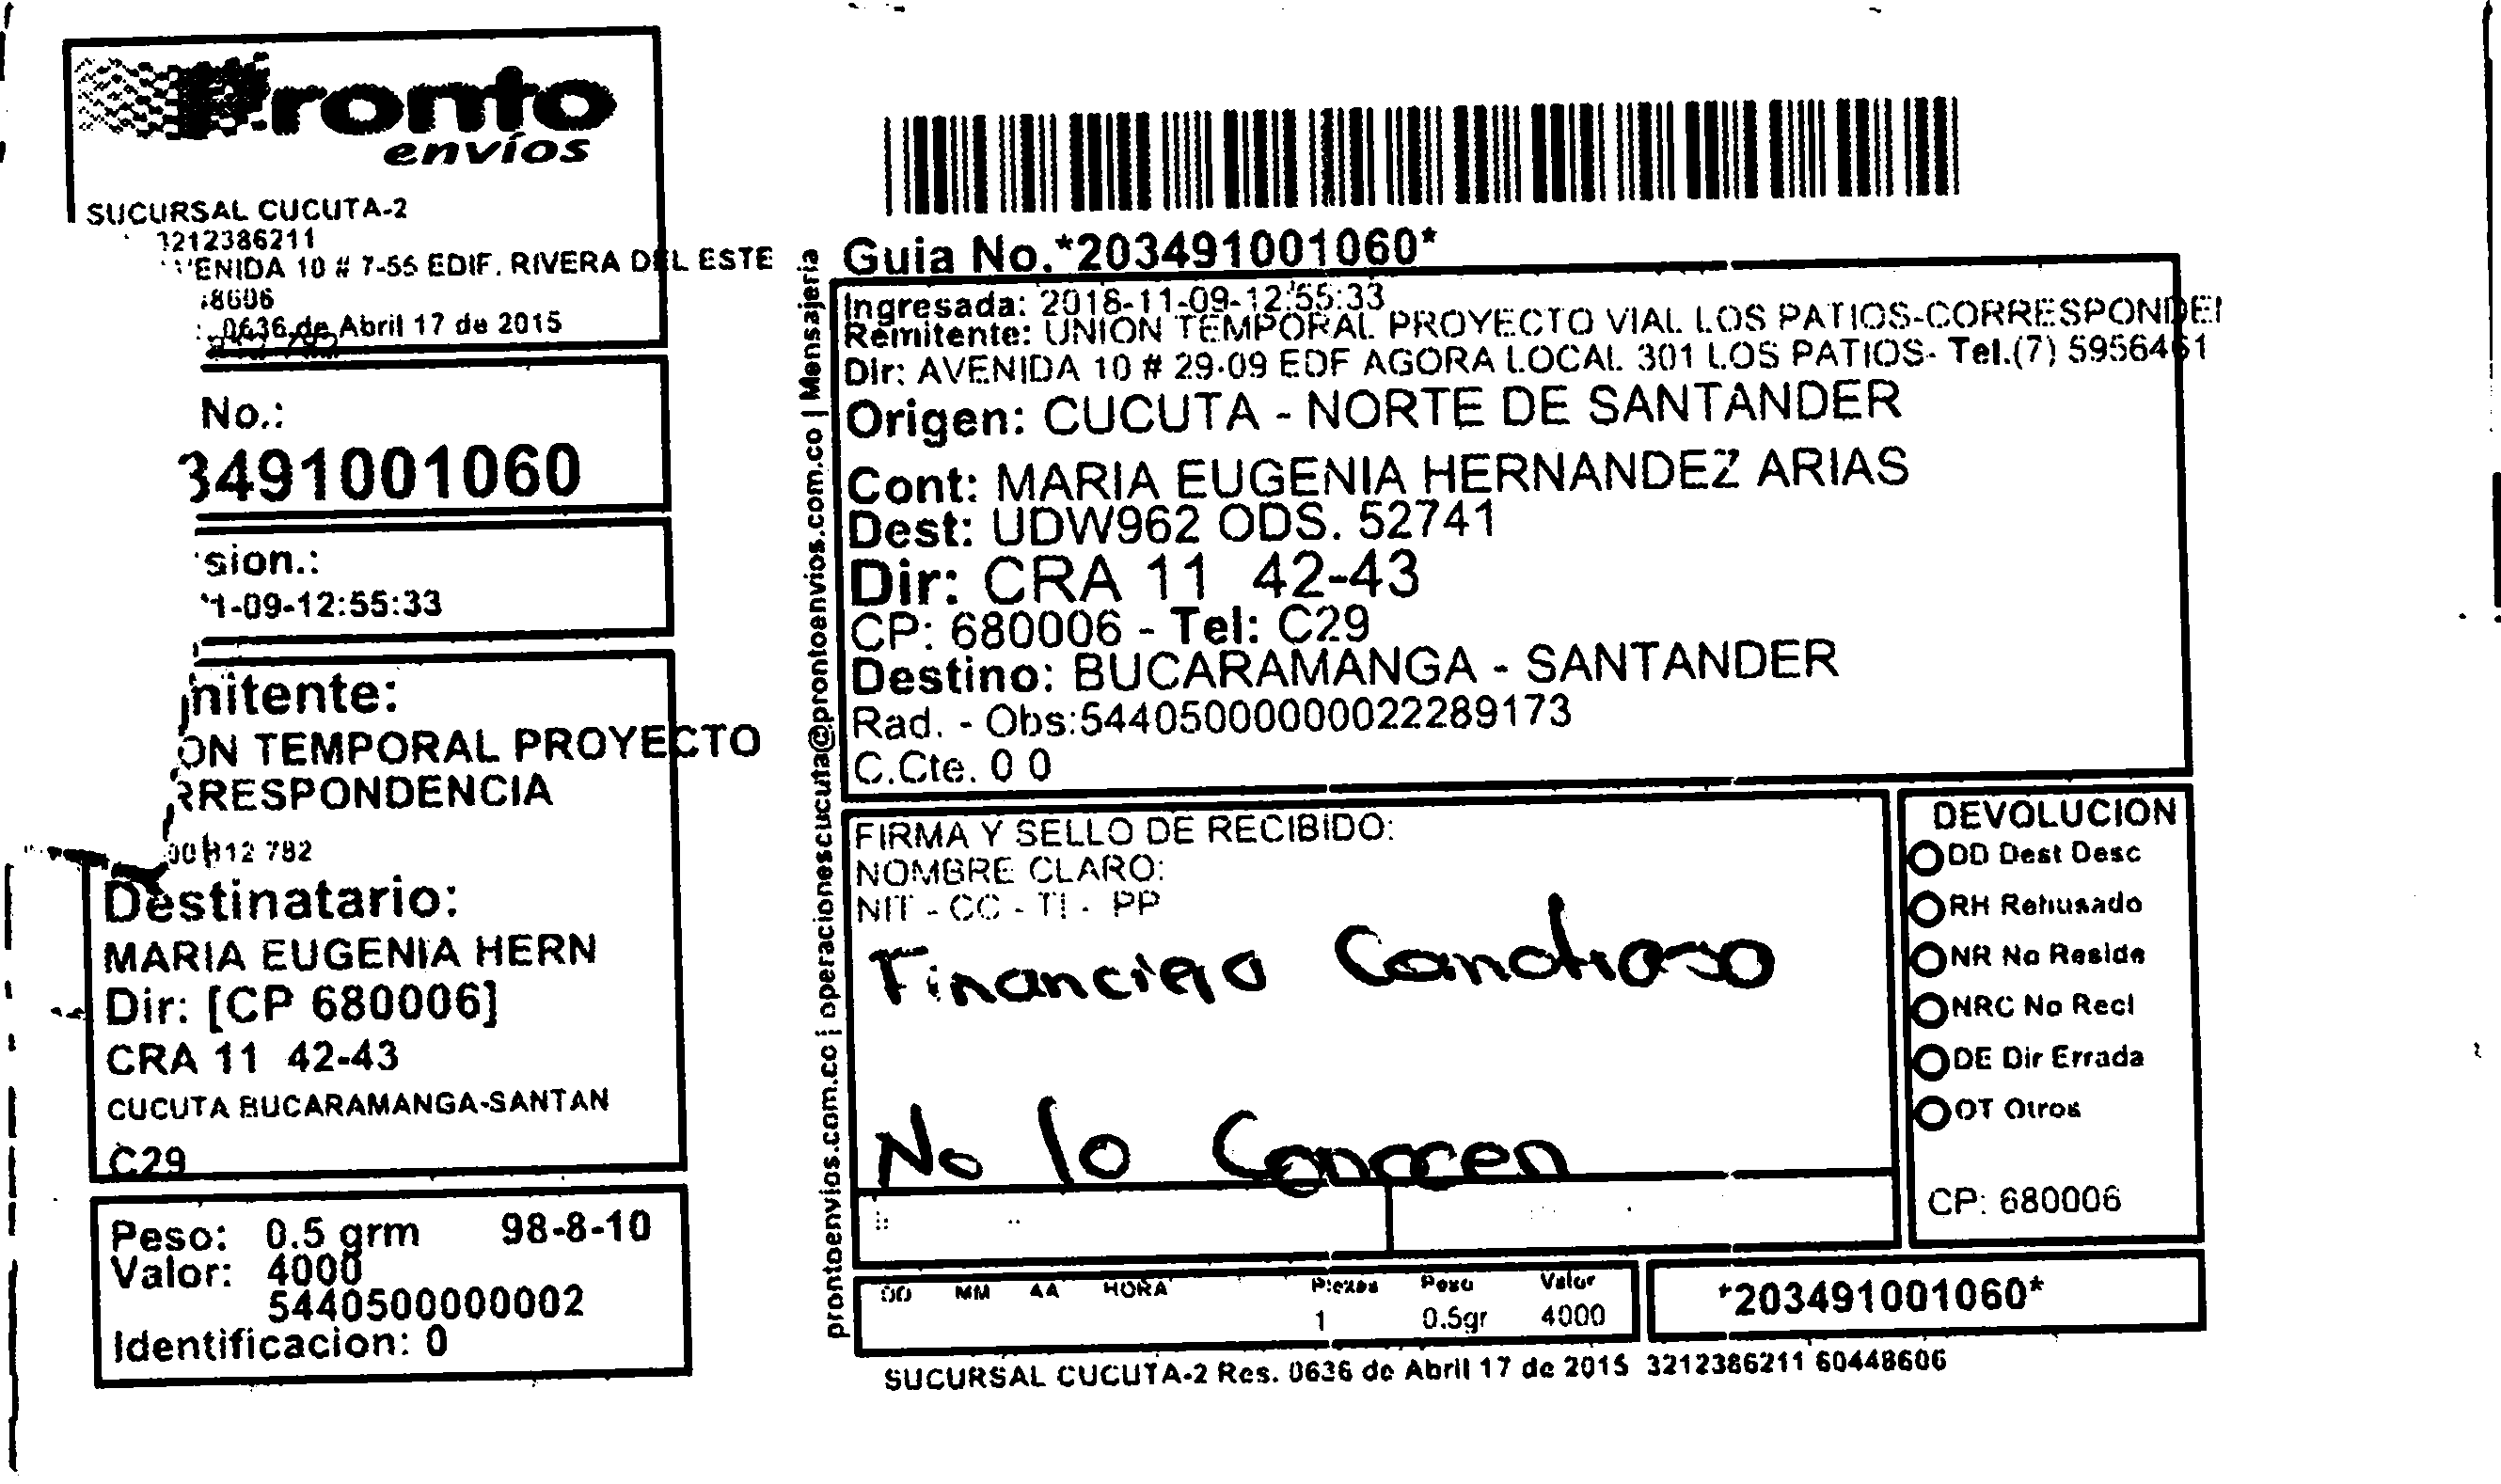 Pronto
envíos
SUCURSAL CUCUTA-2
3212386211
VENIDA 10 # 7-55 EDIF. RIVERA DEL ESTE
8606
0636 de Abril 17 de 2015
No.:
3491001060
sion.:
1-09-12:55:33
nitente:
ON TEMPORAL PROYECTO
RRESPONDENCIA
00 812 782
Destinatario:
MARIA EUGENIA HERN
Dir: [CP 680006]
CRA 11 42-43
CUCUTA BUCARAMANGA-SANTAN
C29
Peso: 0.5 grm 98-8-10
Valor: 4000
5440500000002
Identificacion: 0
prontoenvios.com.co | operacionescucuta@prontoenvios.com.co | Mensajeria
Guia No.*203491001060*
Ingresada: 2018-11-09-12:55:33
Remitente: UNION TEMPORAL PROYECTO VIAL LOS PATIOS-CORRESPONDEI
Dir: AVENIDA 10 # 29-09 EDF AGORA LOCAL 301 LOS PATIOS- Tel.(7) 5956461
Origen: CUCUTA - NORTE DE SANTANDER
Cont: MARIA EUGENIA HERNANDEZ ARIAS
Dest: UDW962 ODS. 52741
Dir: CRA 11 42-43
CP: 680006 - Tel: C29
Destino: BUCARAMANGA - SANTANDER
Rad. - Obs:544050000000022289173
C.Cte. 0 0
FIRMA Y SELLO DE RECIBIDO:
NOMBRE CLARO:
NIT - CC - TI - PP
Financiera
No lo Conocen
DEVOLUCION
DD Dest Desc
RH Rehusado
NR No Reside
NRC No Recl
DE Dir Errada
OT Otros
CP: 680006
DD MM AA HORA Piezas Peso Valor
1 0.5gr 4000
*203491001060*
SUCURSAL CUCUTA-2 Res. 0636 de Abril 17 de 2015 3212386211 60448606